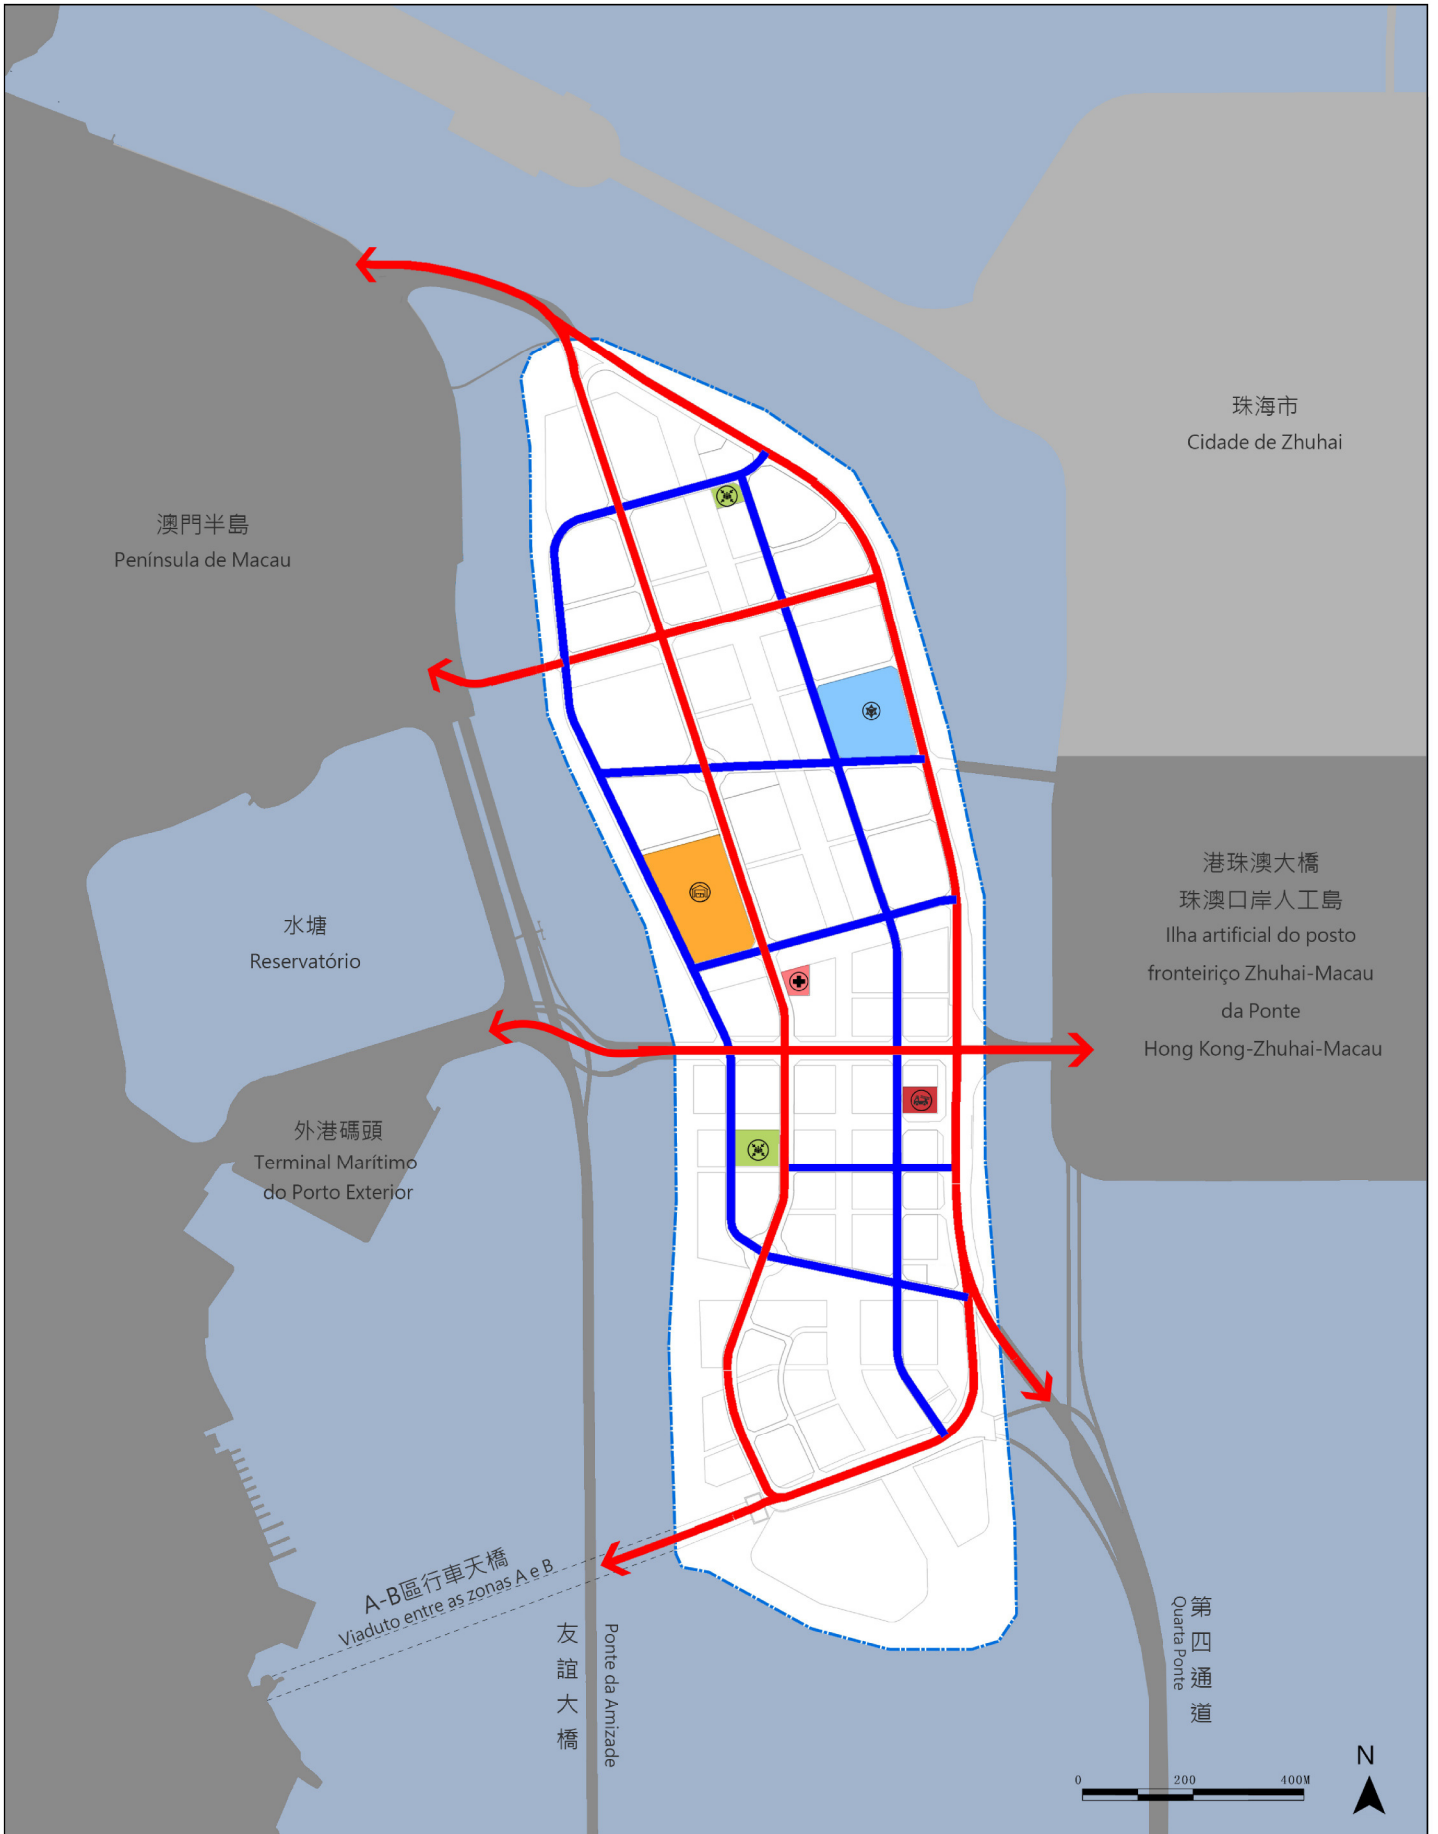 珠海市
Cidade de Zhuhai
澳門半島
Península de Macau
港珠澳大橋
珠澳口岸人工島
Ilha artificial do posto
fronteiriço Zhuhai-Macau
da Ponte
Hong Kong-Zhuhai-Macau
水塘
Reservatório
外港碼頭
Terminal Marítimo
do Porto Exterior
A-B區行車天橋
Viaduto entre as zonas A e B
友誼大橋
Ponte da Amizade
第四通道
Quarta Ponte
N
0 200 400M